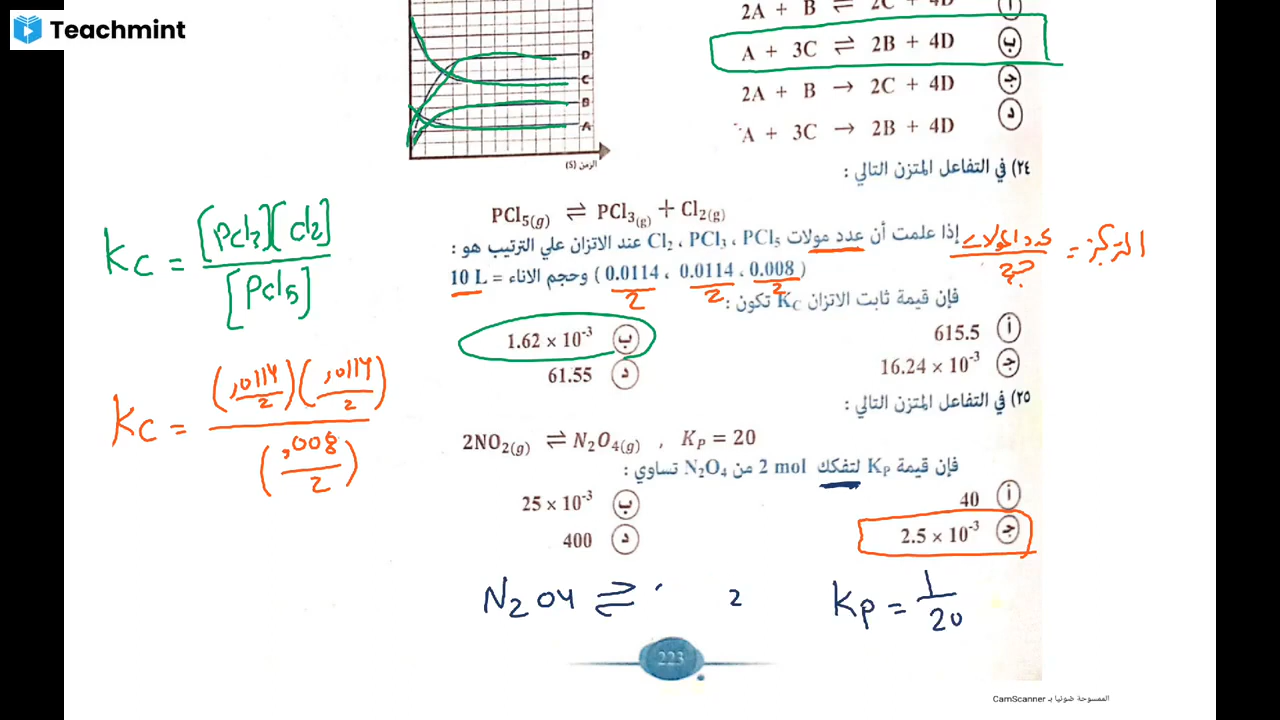 Teachmint
2A + B ⇌ 2C + 4D أ
A + 3C ⇌ 2B + 4D ب
2A + B → 2C + 4D ج
A + 3C → 2B + 4D د
D
C
B
A
الزمن (S)
٢٤) في التفاعل المتزن التالي :
PCl5(g) ⇌ PCl3(g) + Cl2(g)
إذا علمت أن عدد مولات PCl5 ، PCl3 ، Cl2 عند الاتزان علي الترتيب هو :
(0.008 ، 0.0114 ، 0.0114) وحجم الاناء = 10 L
2 2 2
فإن قيمة ثابت الاتزان KC تكون :
أ 615.5
ب 1.62 × 10-3
ج 16.24 × 10-3
د 61.55
التركيز = عدد المولات
KC = [PCl3][Cl2] / [PCl5]
KC = (,0114/2)(,0114/2) / (,008/2)
٢٥) في التفاعل المتزن التالي :
2NO2(g) ⇌ N2O4(g) , KP = 20
فإن قيمة KP لتفكك 2 mol من N2O4 تساوي :
أ 40
ب 25 × 10-3
ج 2.5 × 10-3
د 400
N2O4 ⇌ 2
KP = 1/20
223
الممسوحة ضوئيا بـ CamScanner